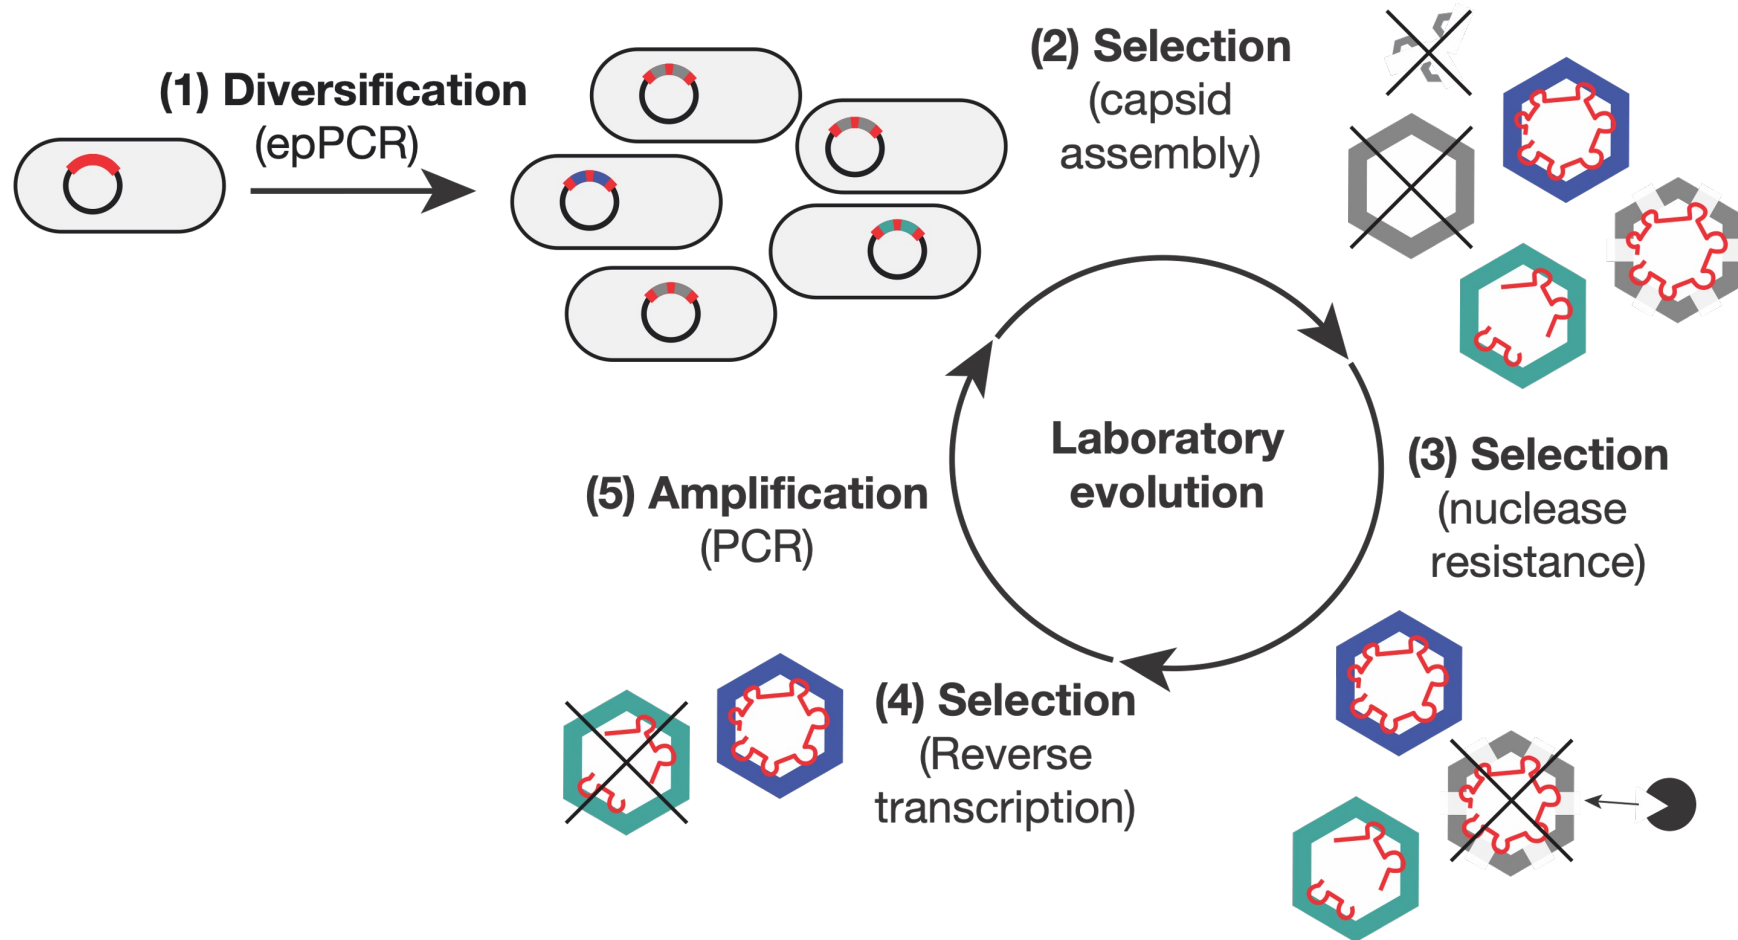 (1) Diversification
(epPCR)
(2) Selection
(capsid
assembly)
Laboratory
evolution
(3) Selection
(nuclease
resistance)
(5) Amplification
(PCR)
(4) Selection
(Reverse
transcription)